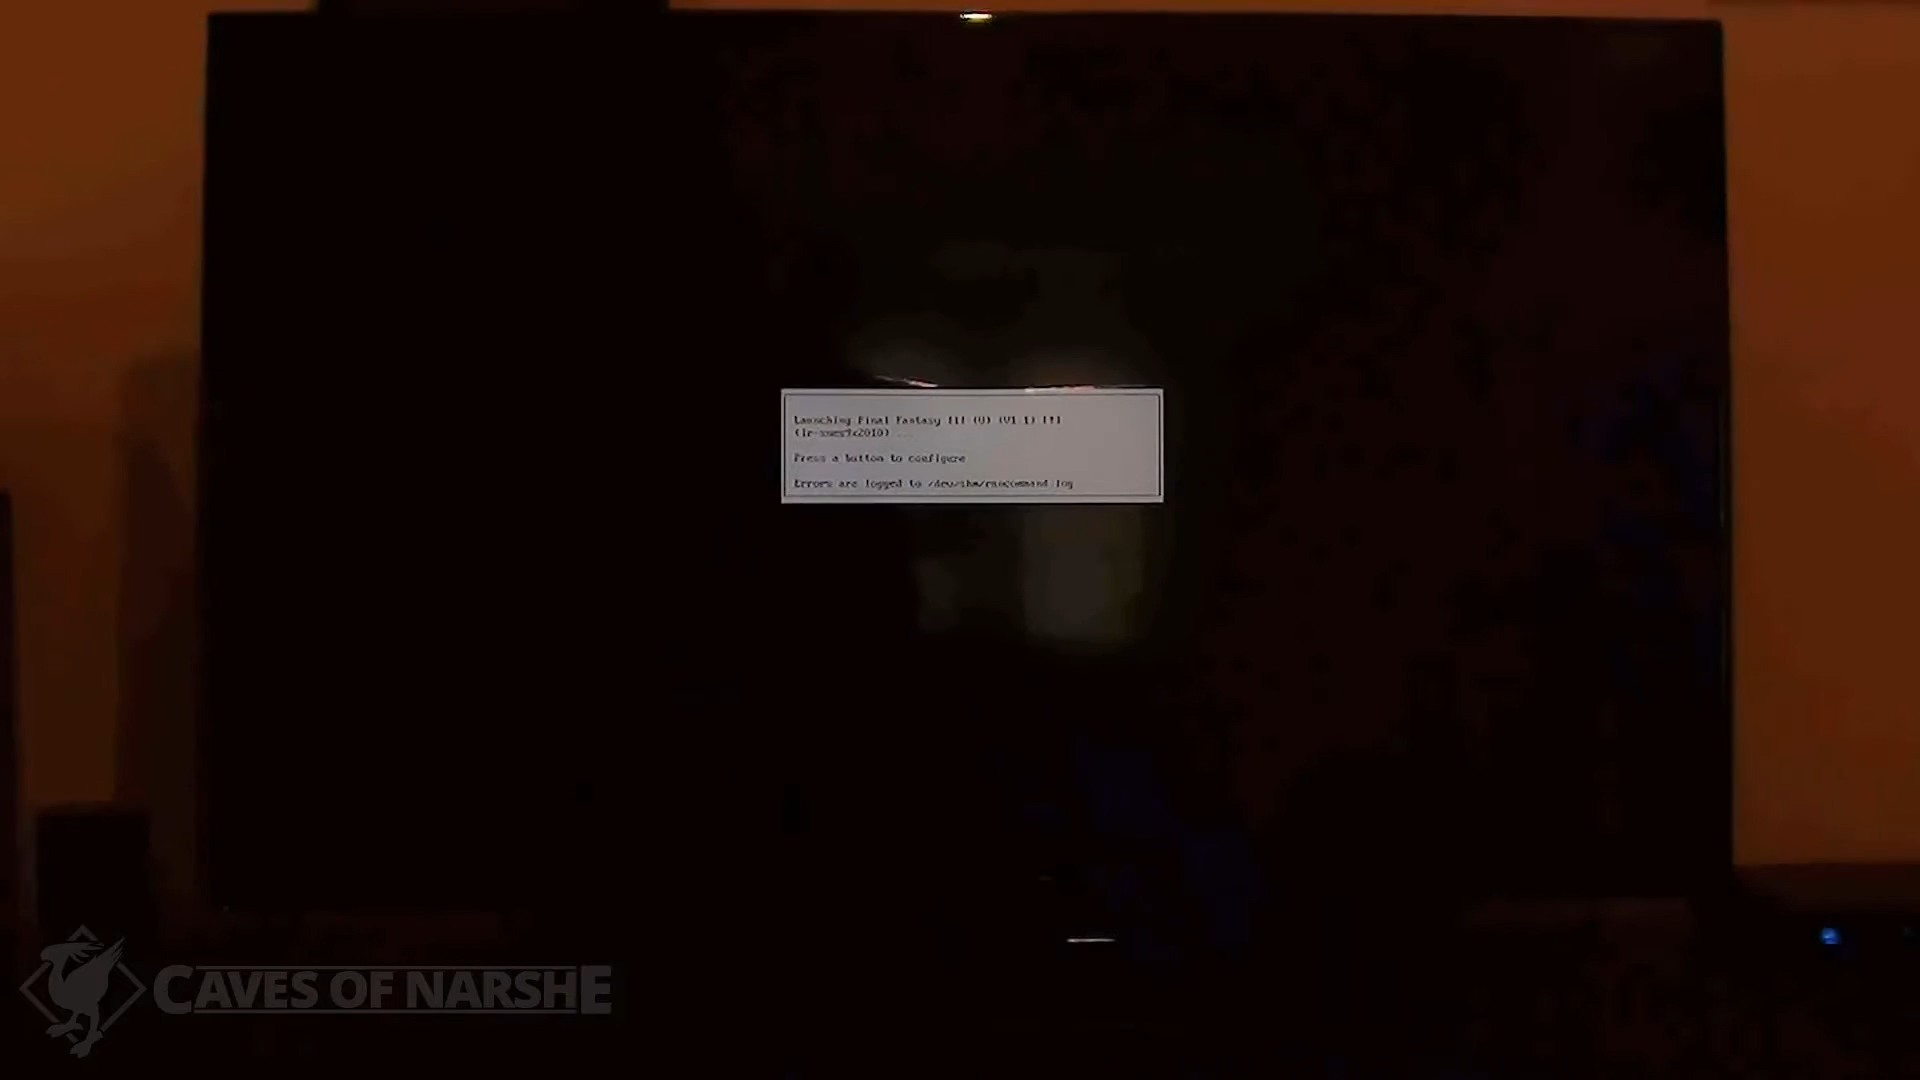 Launching Final Fantasy III (U) (V1.1) [!]
(lr-snes9x2010) ...
Press a button to configure
Errors are logged to /dev/shm/runcommand.log
CAVES OF NARSHE